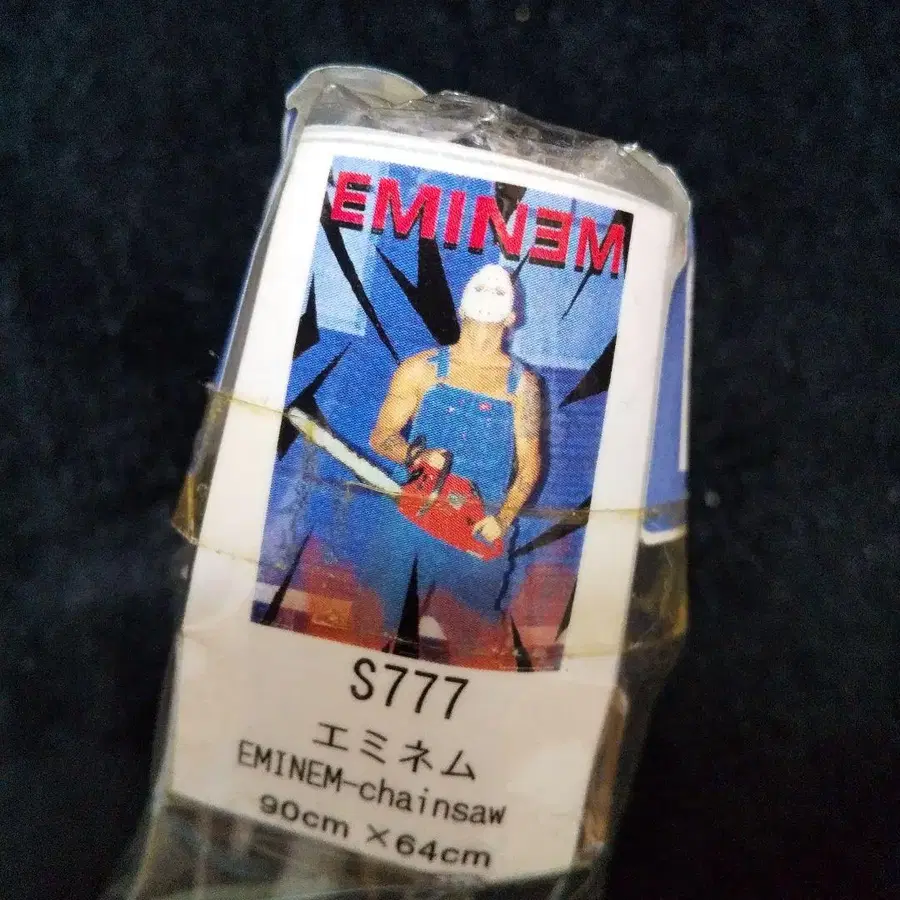 EMINƎM
S777
エミネム
EMINEM-chainsaw
90cm×64cm